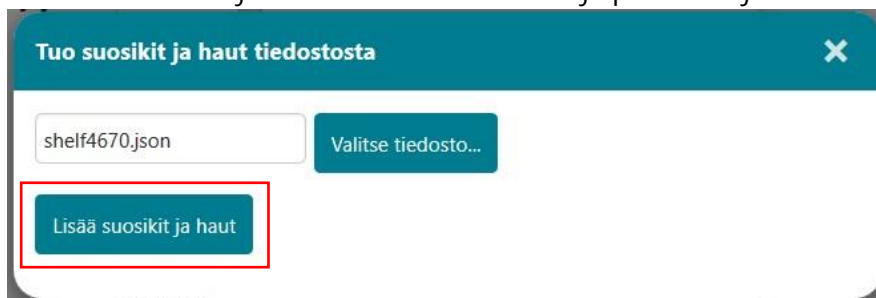 Tuo suosikit ja haut tiedostosta
shelf4670.json
Valitse tiedosto...
Lisää suosikit ja haut